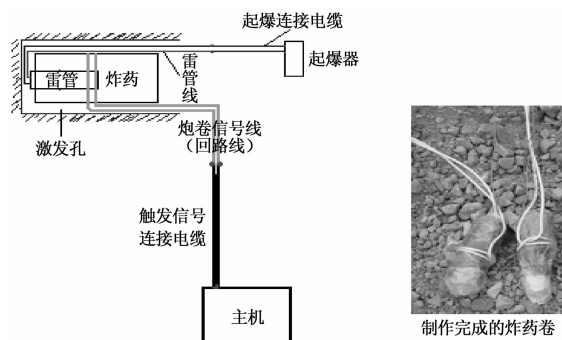 起爆连接电缆
起爆器
雷管线
雷管
炸药
炮卷信号线
（回路线）
激发孔
触发信号
连接电缆
主机
制作完成的炸药卷